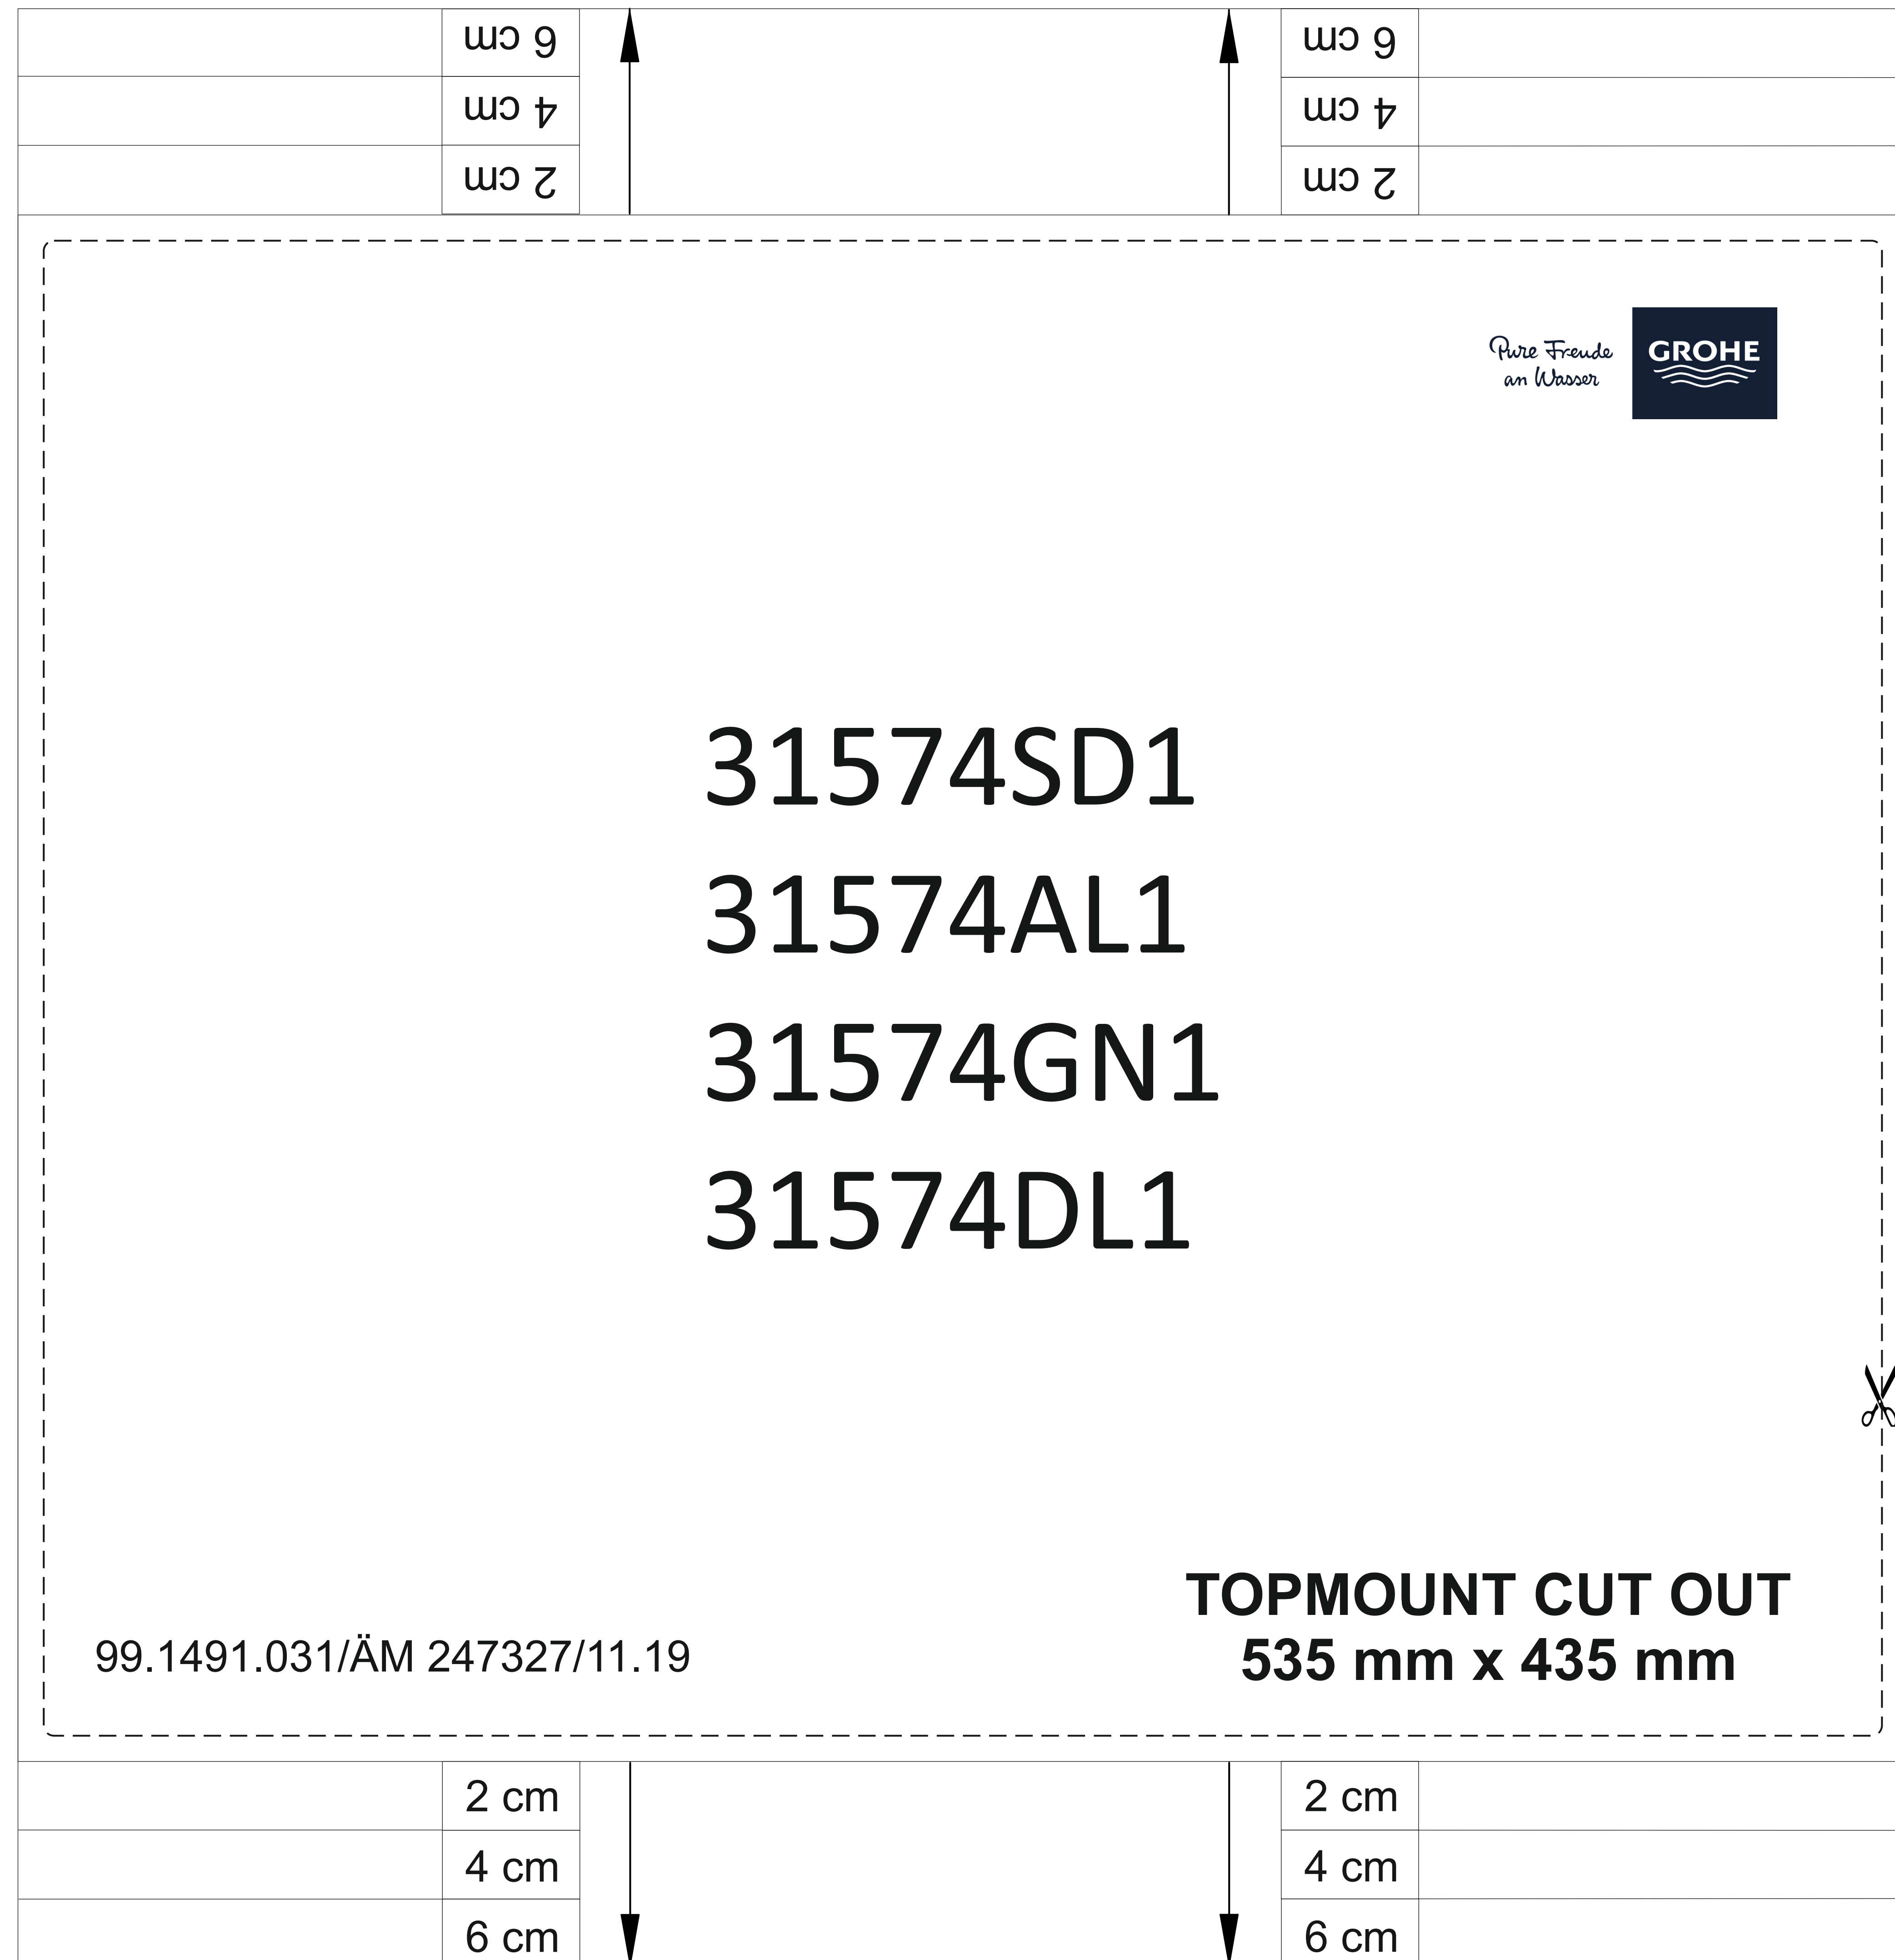 6 cm
6 cm
4 cm
4 cm
2 cm
2 cm
Pure Freude
an Wasser
GROHE
31574SD1
31574AL1
31574GN1
31574DL1
TOPMOUNT CUT OUT
535 mm x 435 mm
99.1491.031/ÄM 247327/11.19
2 cm
2 cm
4 cm
4 cm
6 cm
6 cm